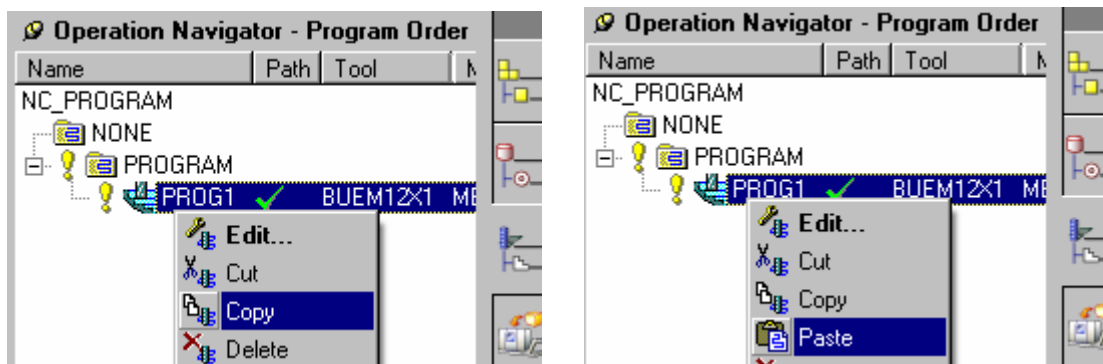 Operation Navigator - Program Order
Name Path Tool
NC_PROGRAM
NONE
PROGRAM
PROG1 BUEM12X1
Edit...
Cut
Copy
Delete
Operation Navigator - Program Order
Name Path Tool
NC_PROGRAM
NONE
PROGRAM
PROG1 BUEM12X1
Edit...
Cut
Copy
Paste